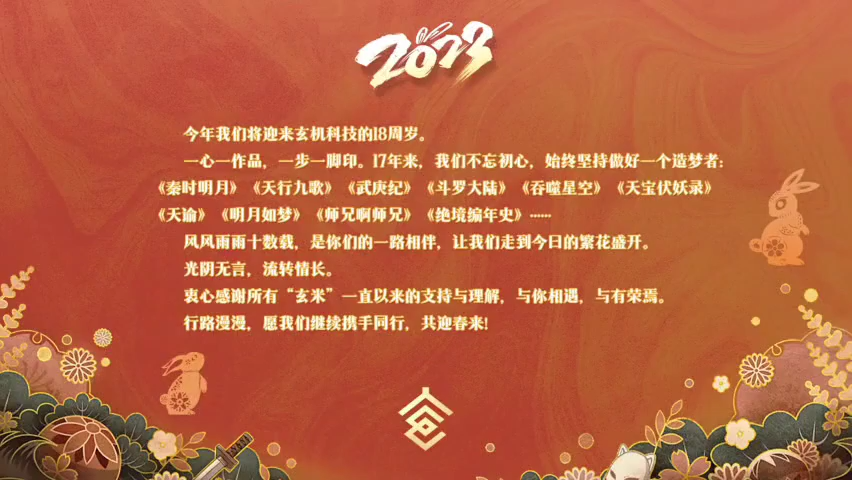 2023
今年我们将迎来玄机科技的18周岁。
一心一作品，一步一脚印。17年来，我们不忘初心，始终坚持做好一个造梦者：
《秦时明月》《天行九歌》《武庚纪》《斗罗大陆》《吞噬星空》《天宝伏妖录》
《天谕》《明月如梦》《师兄啊师兄》《绝境编年史》……
风风雨雨十数载，是你们的一路相伴，让我们走到今日的繁花盛开。
光阴无言，流转情长。
衷心感谢所有“玄米”一直以来的支持与理解，与你相遇，与有荣焉。
行路漫漫，愿我们继续携手同行，共迎春来!